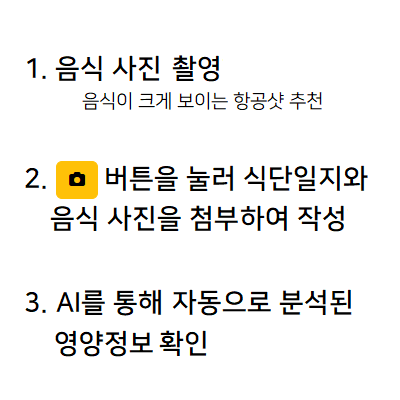 1. 음식 사진 촬영
음식이 크게 보이는 항공샷 추천
2. 버튼을 눌러 식단일지와
음식 사진을 첨부하여 작성
3. AI를 통해 자동으로 분석된
영양정보 확인